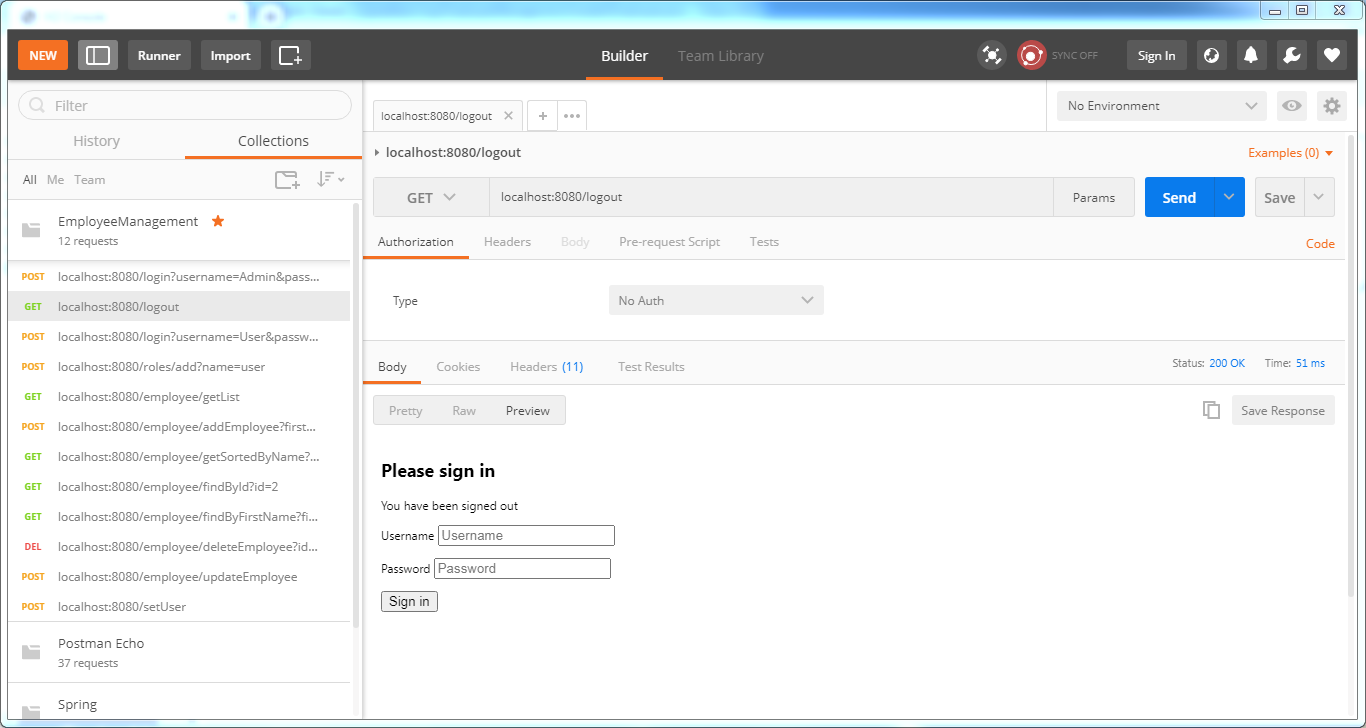 NEW
Runner
Import
Builder
Team Library
SYNC OFF
Sign In
Filter
History
Collections
All Me Team
EmployeeManagement
12 requests
POST localhost:8080/login?username=Admin&pass...
GET localhost:8080/logout
POST localhost:8080/login?username=User&passw...
POST localhost:8080/roles/add?name=user
GET localhost:8080/employee/getList
POST localhost:8080/employee/addEmployee?first...
GET localhost:8080/employee/getSortedByName?...
GET localhost:8080/employee/findById?id=2
GET localhost:8080/employee/findByFirstName?fi...
DEL localhost:8080/employee/deleteEmployee?id...
POST localhost:8080/employee/updateEmployee
POST localhost:8080/setUser
Postman Echo
37 requests
Spring
localhost:8080/logout
No Environment
localhost:8080/logout
Examples (0)
GET localhost:8080/logout Params Send Save
Authorization Headers Body Pre-request Script Tests Code
Type No Auth
Body Cookies Headers (11) Test Results Status: 200 OK Time: 51 ms
Pretty Raw Preview Save Response
Please sign in
You have been signed out
Username Username
Password Password
Sign in